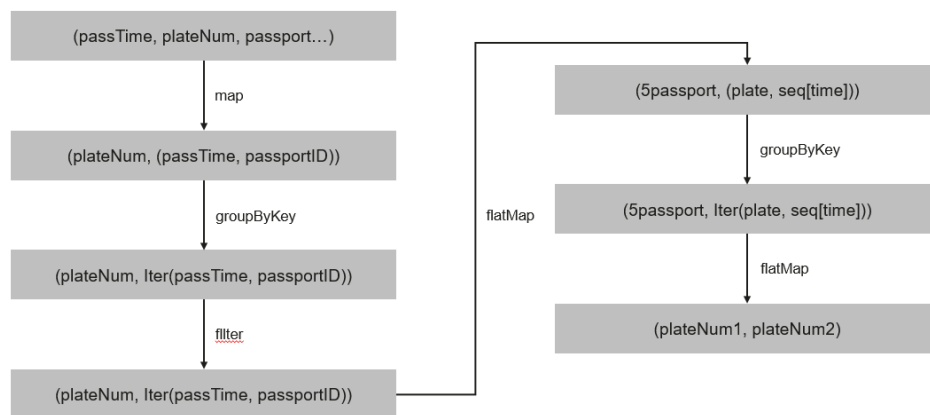 (passTime, plateNum, passport…)
map
(plateNum, (passTime, passportID))
groupByKey
(plateNum, Iter(passTime, passportID))
fllter
(plateNum, Iter(passTime, passportID))
flatMap
(5passport, (plate, seq[time]))
groupByKey
(5passport, Iter(plate, seq[time]))
flatMap
(plateNum1, plateNum2)